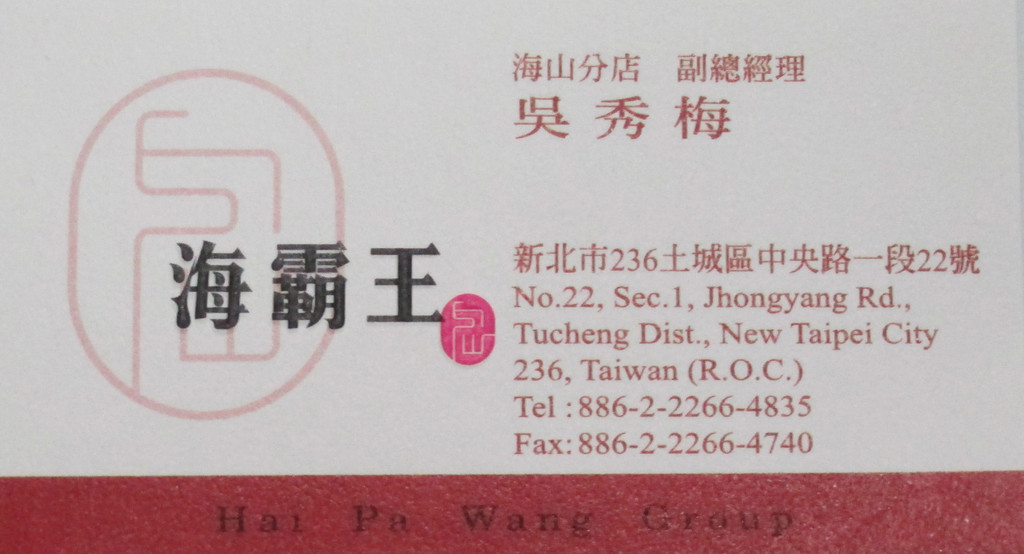 海山分店 副總經理
吳秀梅
海霸王
新北市236土城區中央路一段22號
No.22, Sec.1, Jhongyang Rd.,
Tucheng Dist., New Taipei City
236, Taiwan (R.O.C.)
Tel :886-2-2266-4835
Fax:886-2-2266-4740
Hai Pa Wang Group